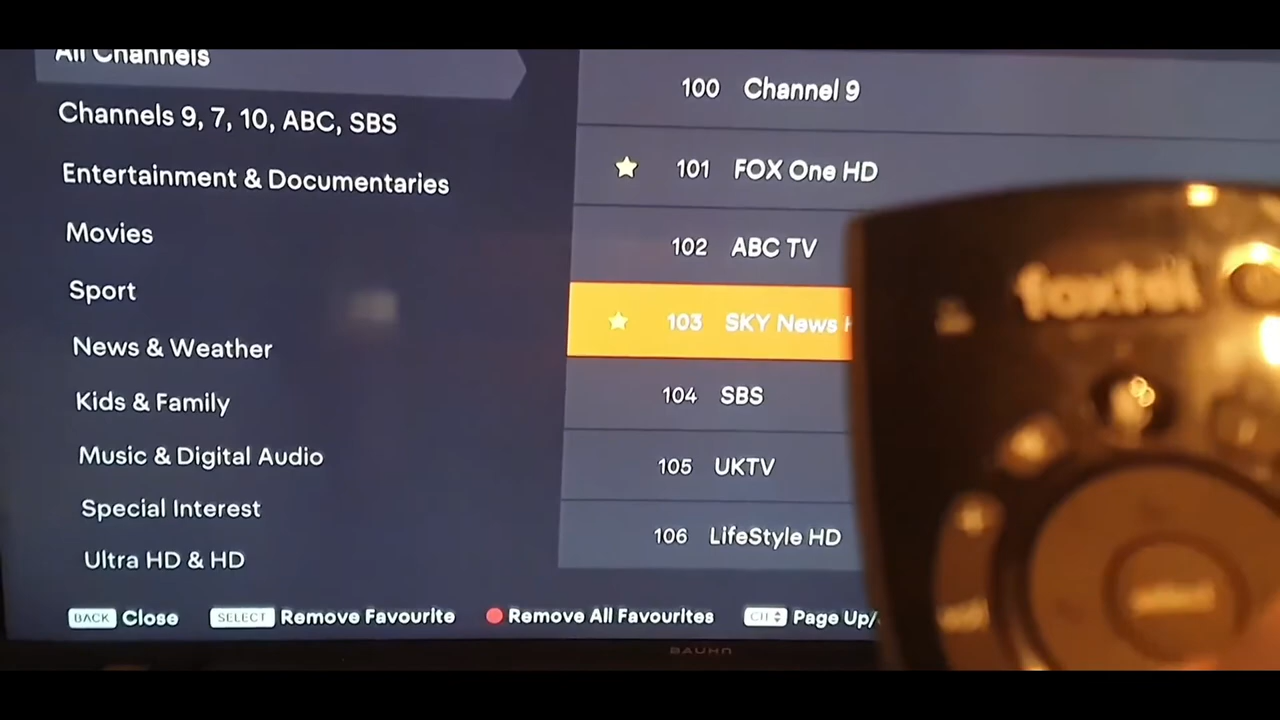 All Channels
Channels 9, 7, 10, ABC, SBS
Entertainment & Documentaries
Movies
Sport
News & Weather
Kids & Family
Music & Digital Audio
Special Interest
Ultra HD & HD
100 Channel 9
101 FOX One HD
102 ABC TV
103 SKY News H
104 SBS
105 UKTV
106 LifeStyle HD
BACK Close SELECT Remove Favourite Remove All Favourites CH Page Up/
BAUHN
foxtel
select